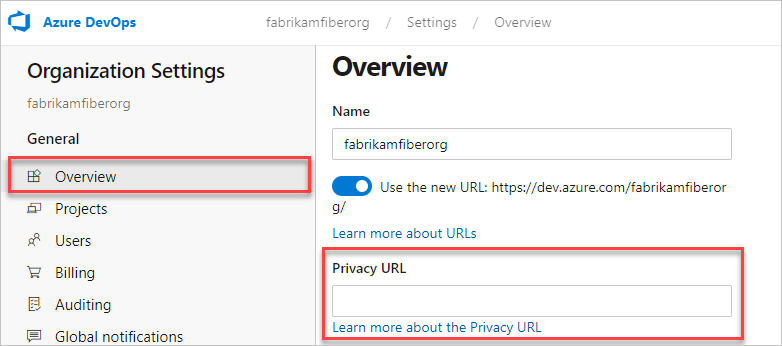 Azure DevOps
fabrikamfiberorg / Settings / Overview
Organization Settings
fabrikamfiberorg
General
Overview
Projects
Users
Billing
Auditing
Global notifications
Overview
Name
fabrikamfiberorg
Use the new URL: https://dev.azure.com/fabrikamfiberor
g/
Learn more about URLs
Privacy URL
Learn more about the Privacy URL